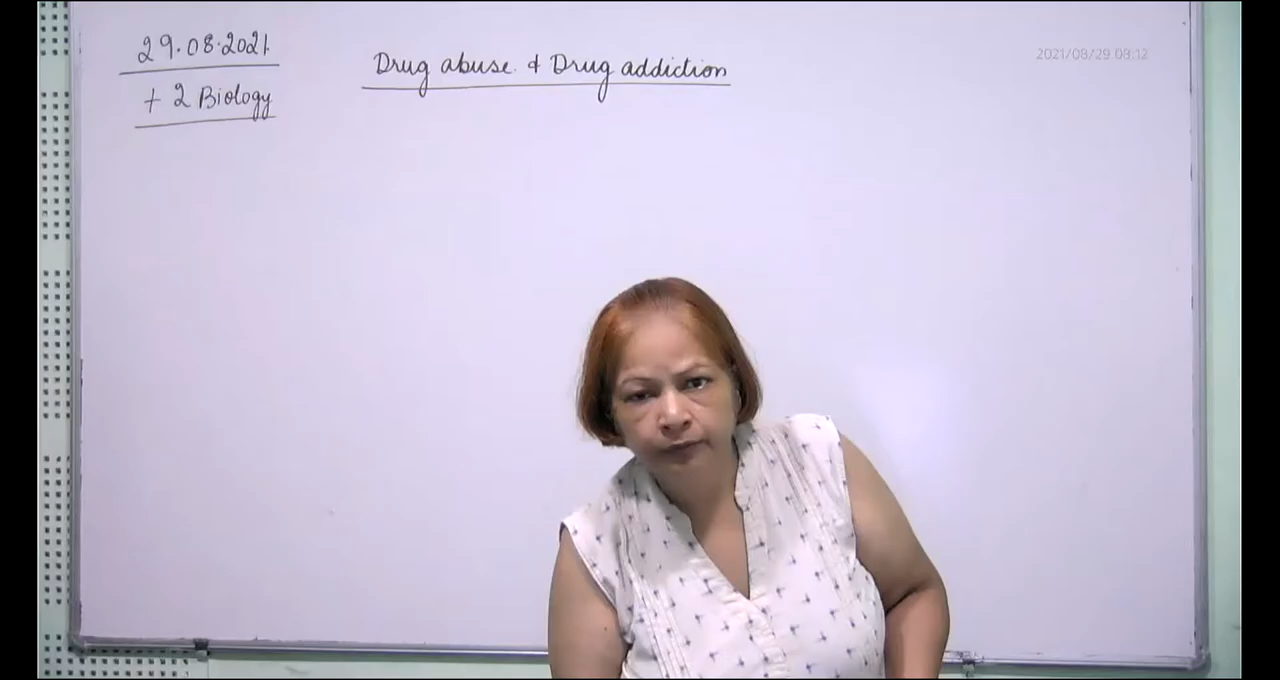 29.08.2021
+ 2 Biology
Drug abuse & Drug addiction
2021/08/29 08:12